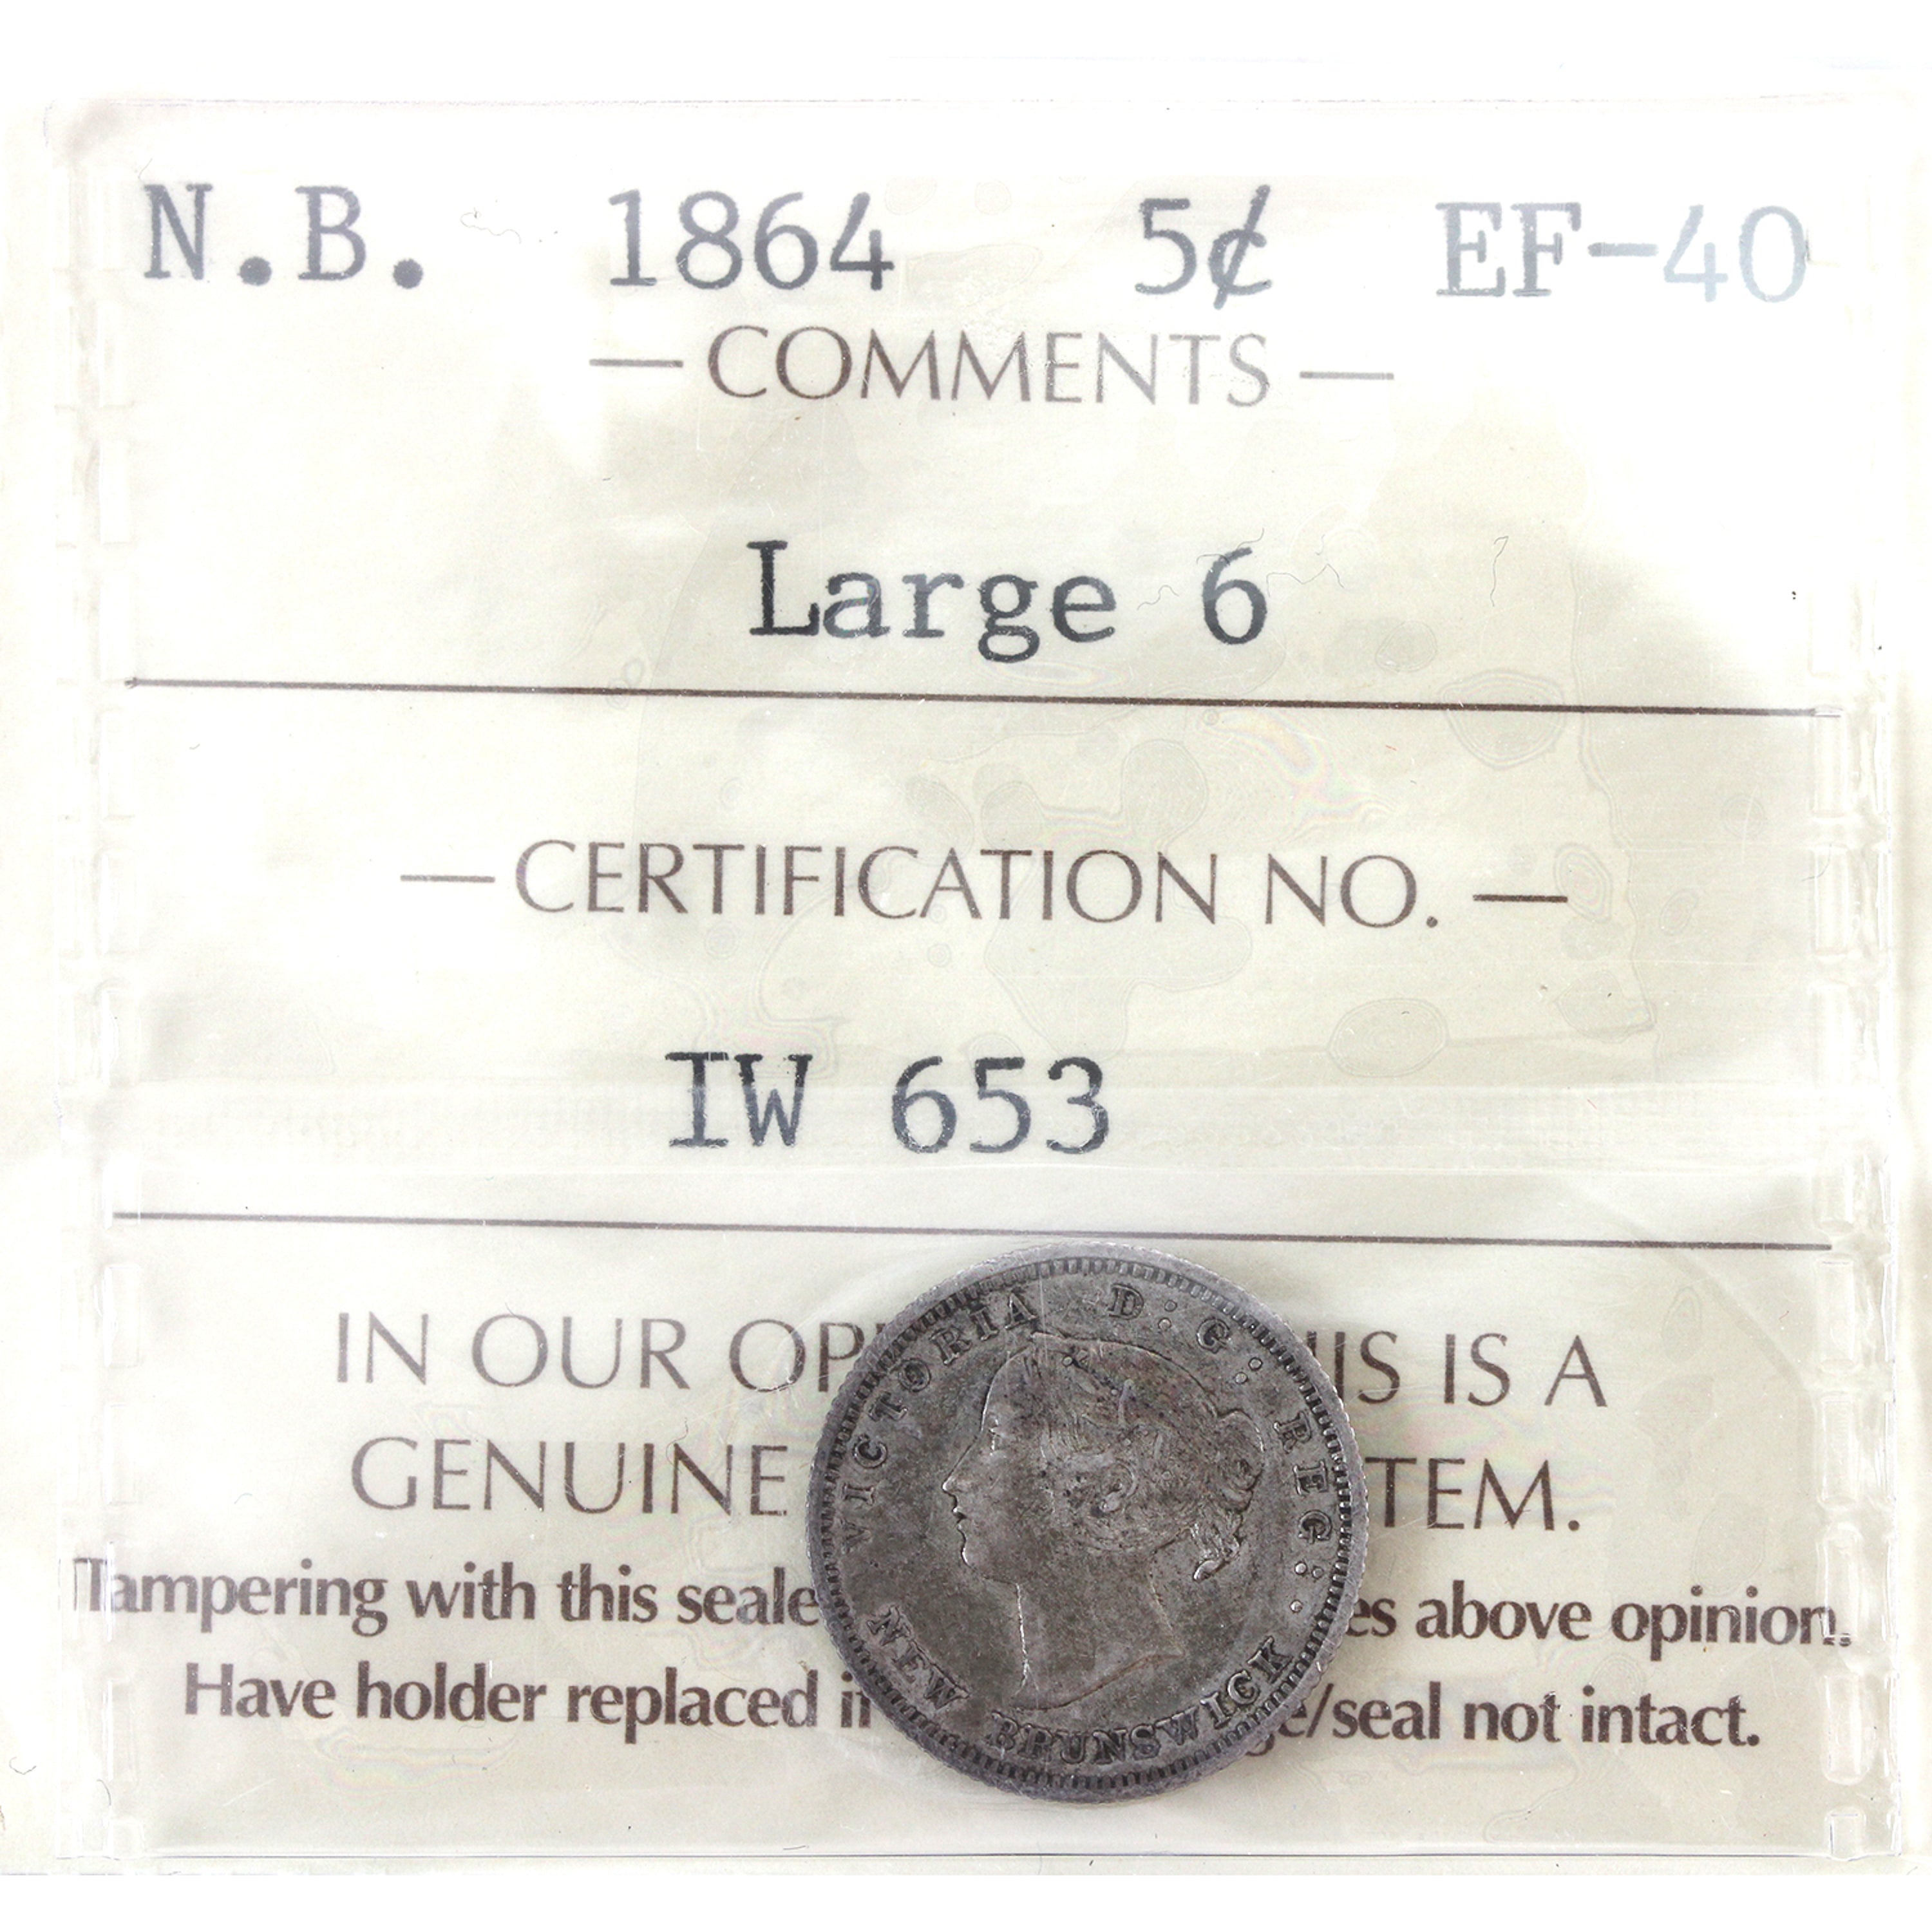 N.B. 1864 5¢ EF-40
— COMMENTS —
Large 6
— CERTIFICATION NO. —
IW 653
IN OUR OP IS IS A
GENUINE TEM.
Tampering with this seale es above opinion.
Have holder replaced if e/seal not intact.
VICTORIA D: G: REG:
NEW BRUNSWICK